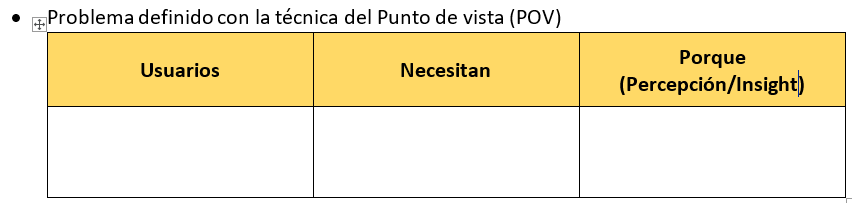 • Problema definido con la técnica del Punto de vista (POV)
Usuarios
Necesitan
Porque
(Percepción/Insight)